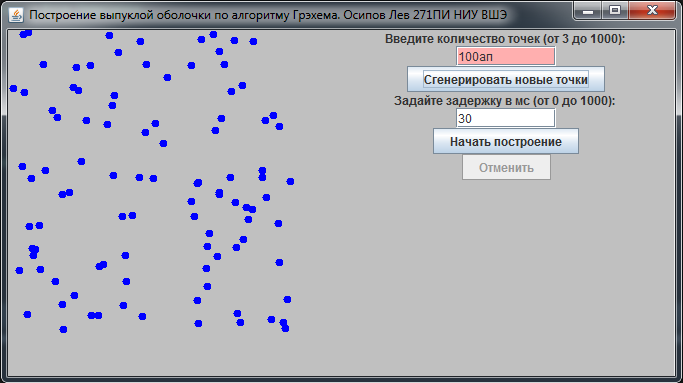 Построение выпуклой оболочки по алгоритму Грэхема. Осипов Лев 271ПИ НИУ ВШЭ
Введите количество точек (от 3 до 1000):
100ап
Сгенерировать новые точки
Задайте задержку в мс (от 0 до 1000):
30
Начать построение
Отменить